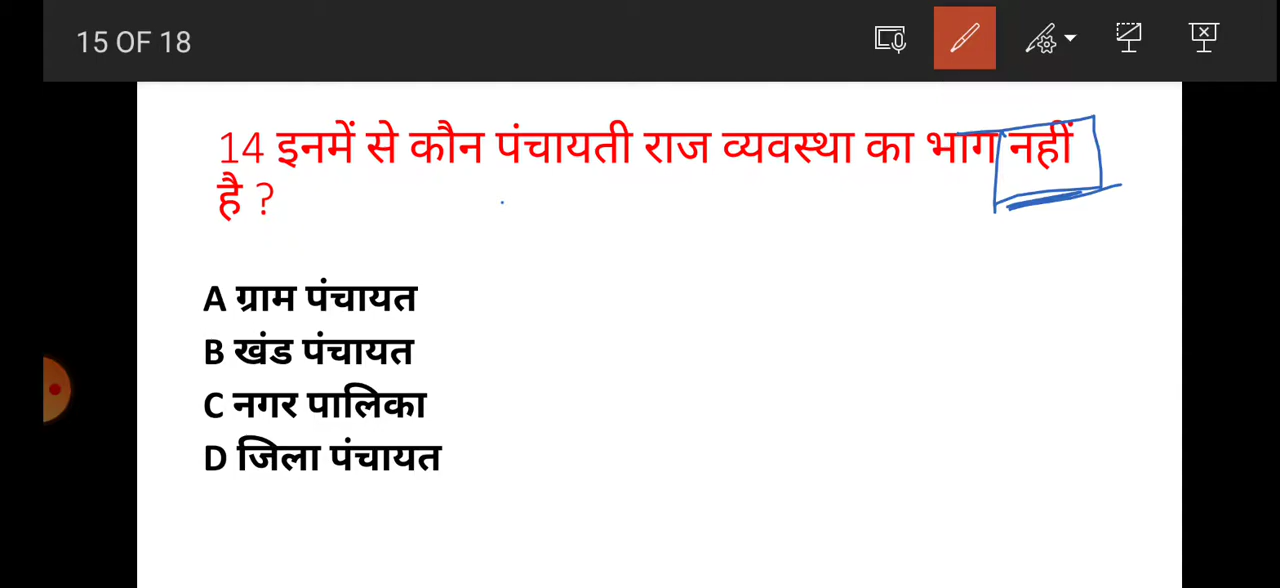 15 OF 18
14 इनमें से कौन पंचायती राज व्यवस्था का भाग नहीं
है ?
A ग्राम पंचायत
B खंड पंचायत
C नगर पालिका
D जिला पंचायत